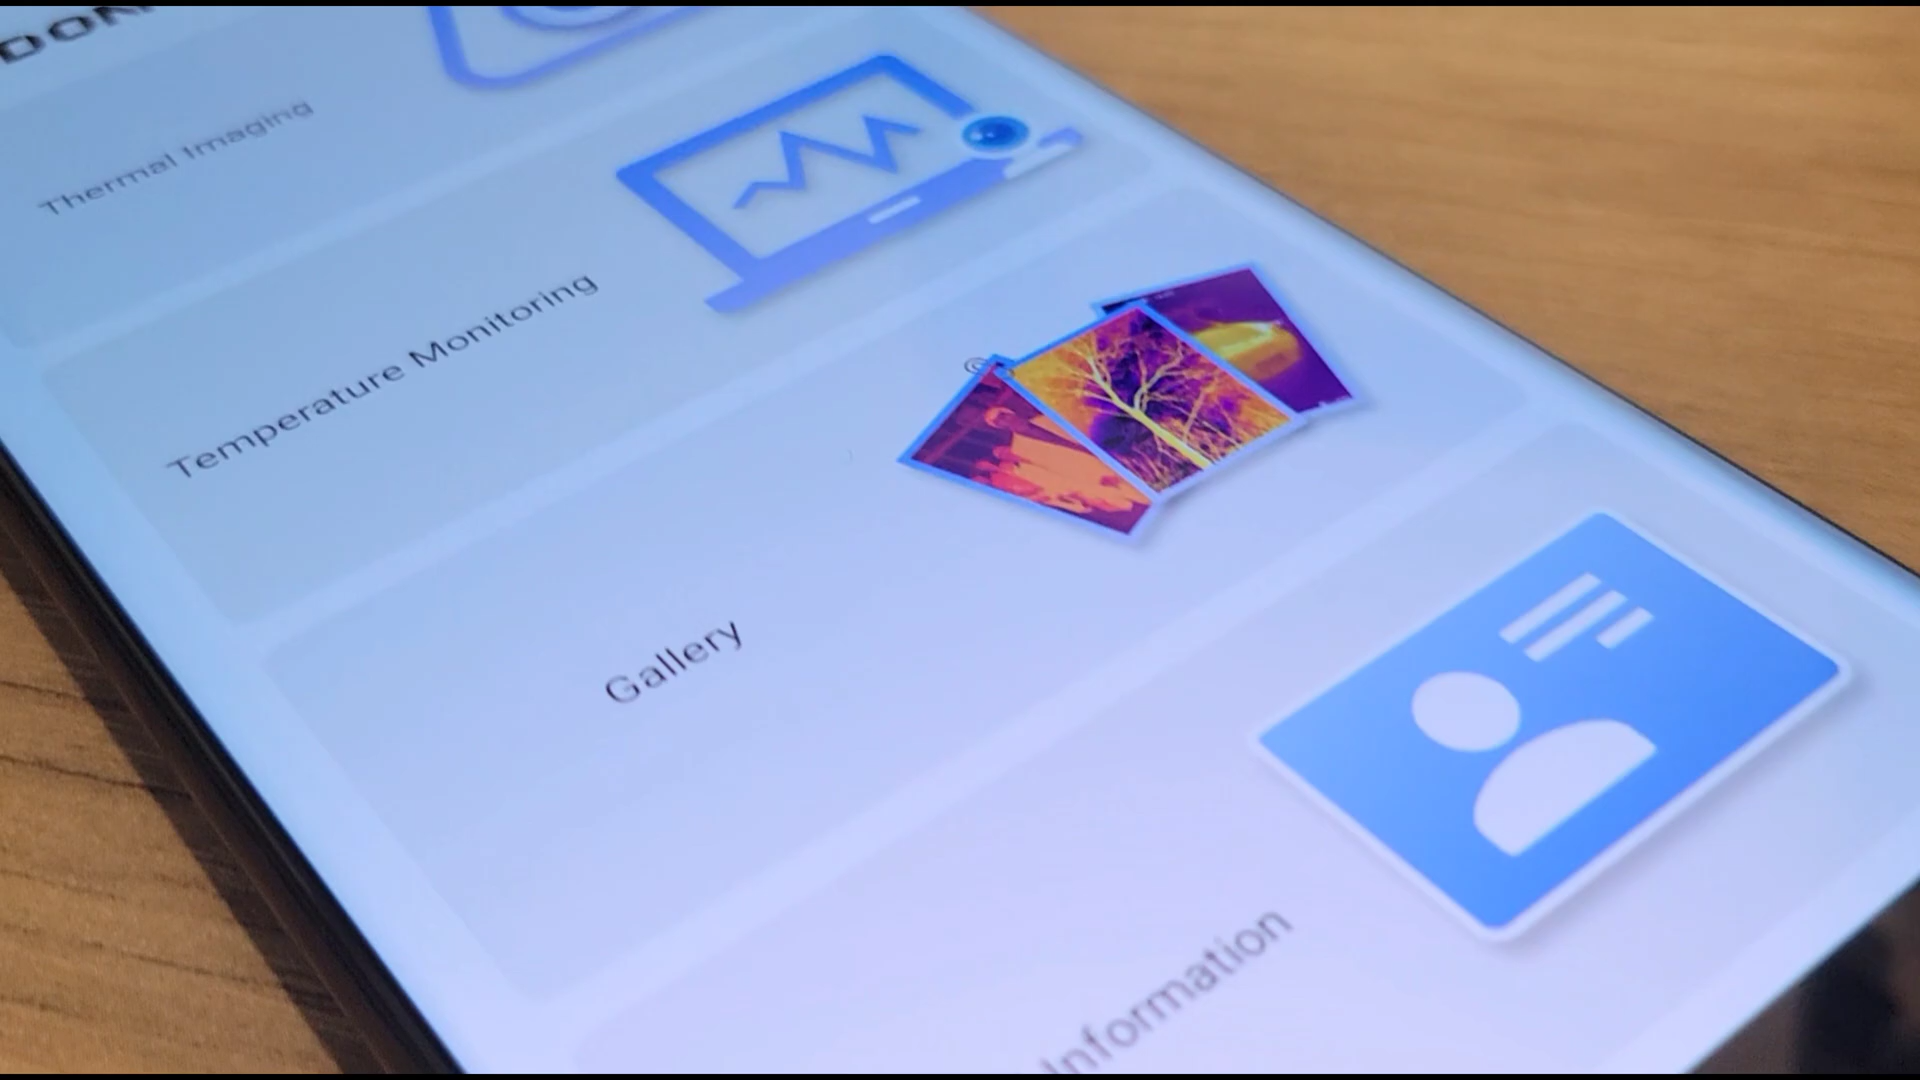 Thermal Imaging
Temperature Monitoring
Gallery
Information